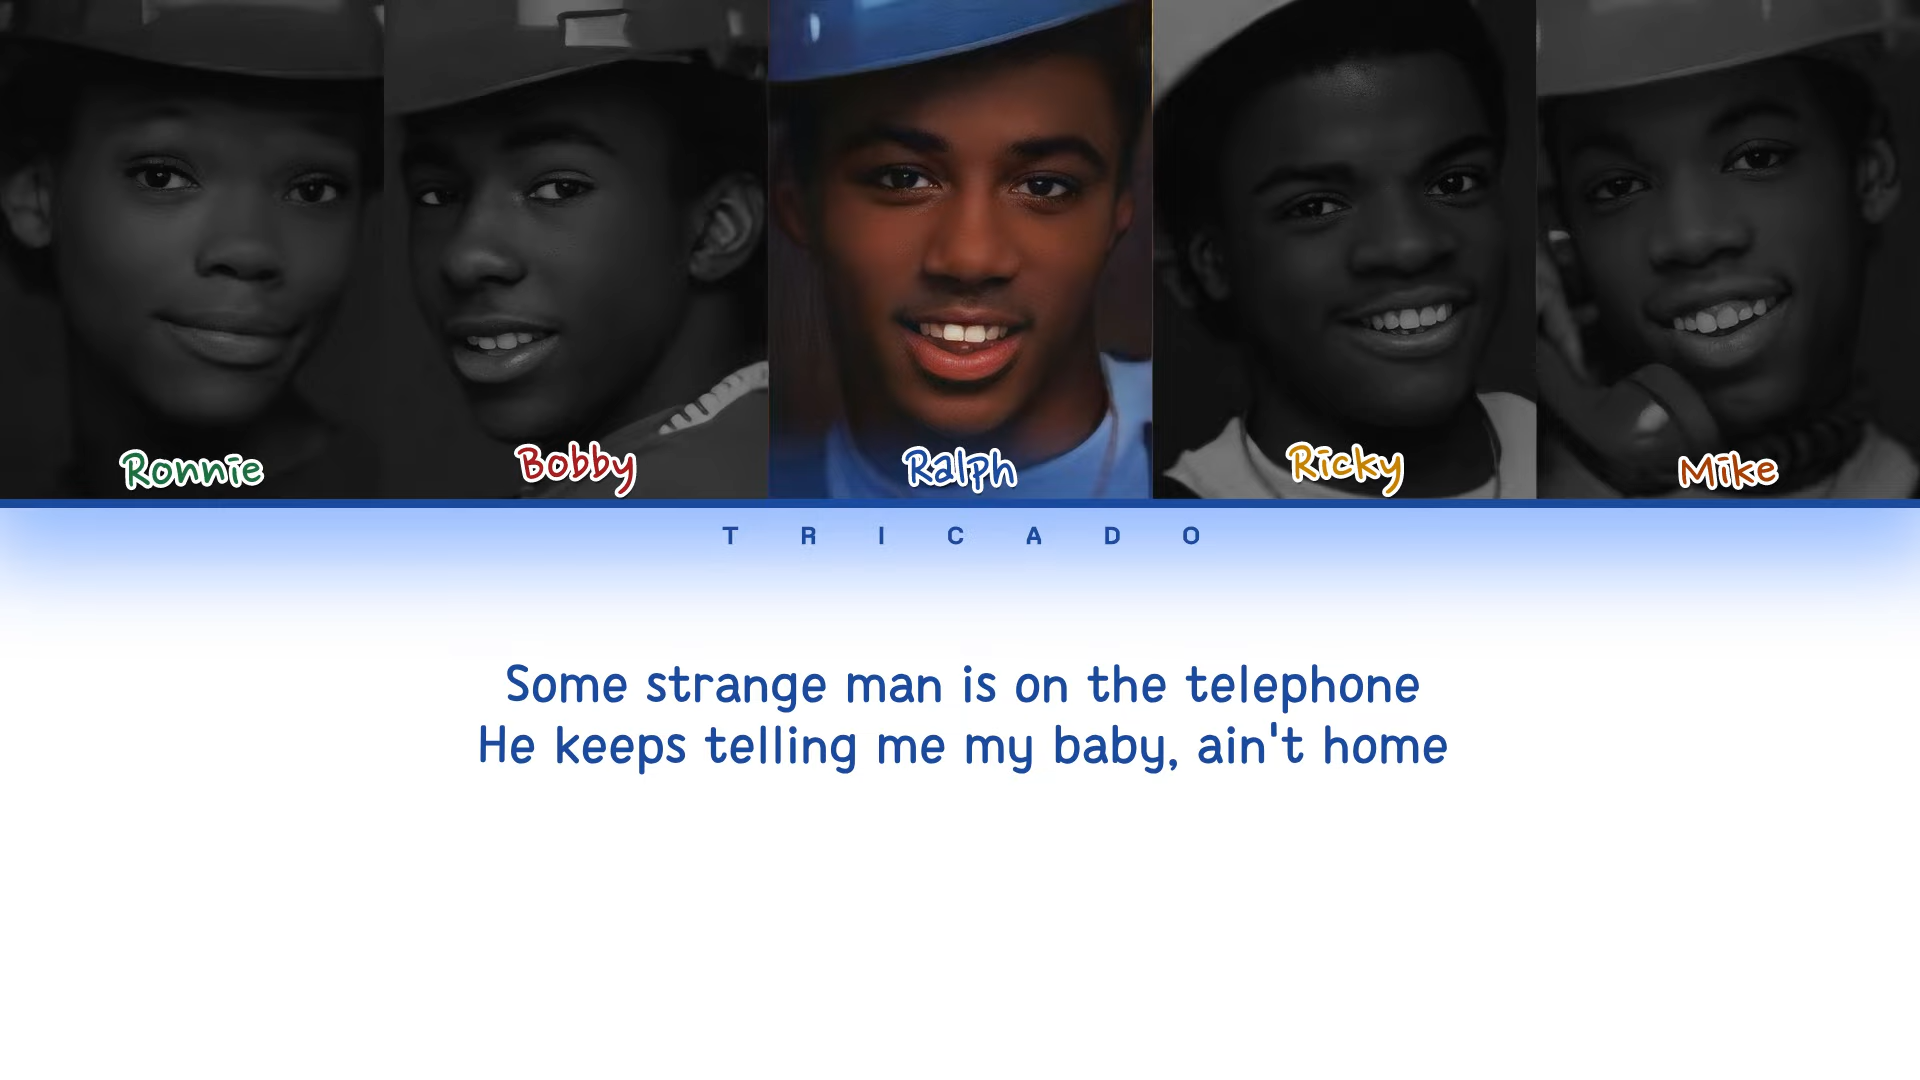 Ronnie
Bobby
Ralph
Ricky
Mike
TRICADO
Some strange man is on the telephone
He keeps telling me my baby, ain't home